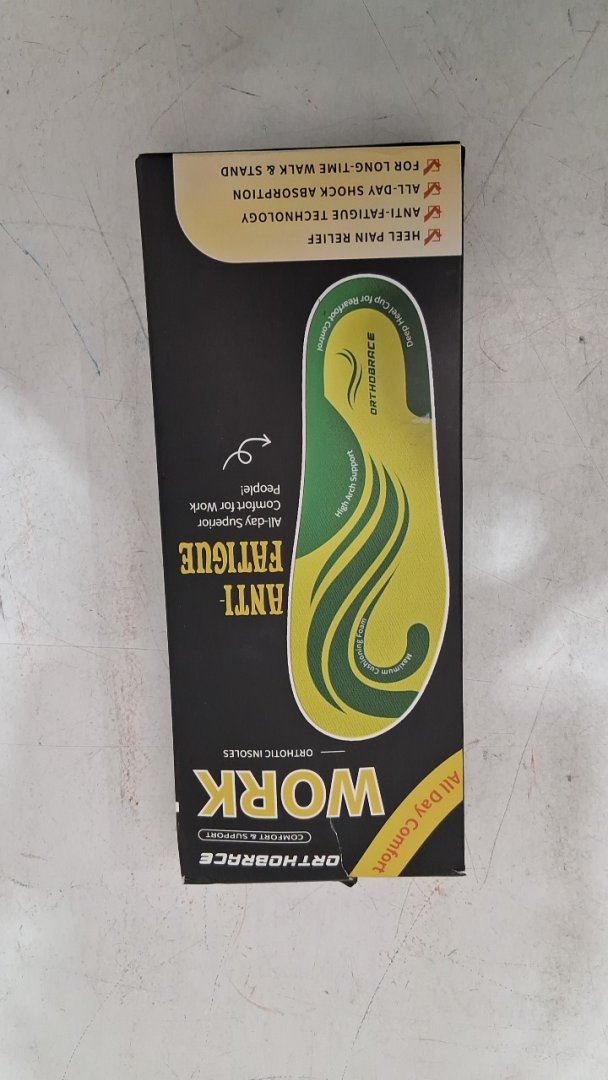 ORTHOBRACE
COMFORT & SUPPORT
WORK
ORTHOTIC INSOLES
All Day Comfort
ANTI-
FATIGUE
All-day Superior
Comfort for Work
People!
Maximum Cushioning Foam
High Arch Support
ORTHOBRACE
Deep Heel Cup for Rearfoot Control
HEEL PAIN RELIEF
ANTI-FATIGUE TECHNOLOGY
ALL-DAY SHOCK ABSORPTION
FOR LONG-TIME WALK & STAND